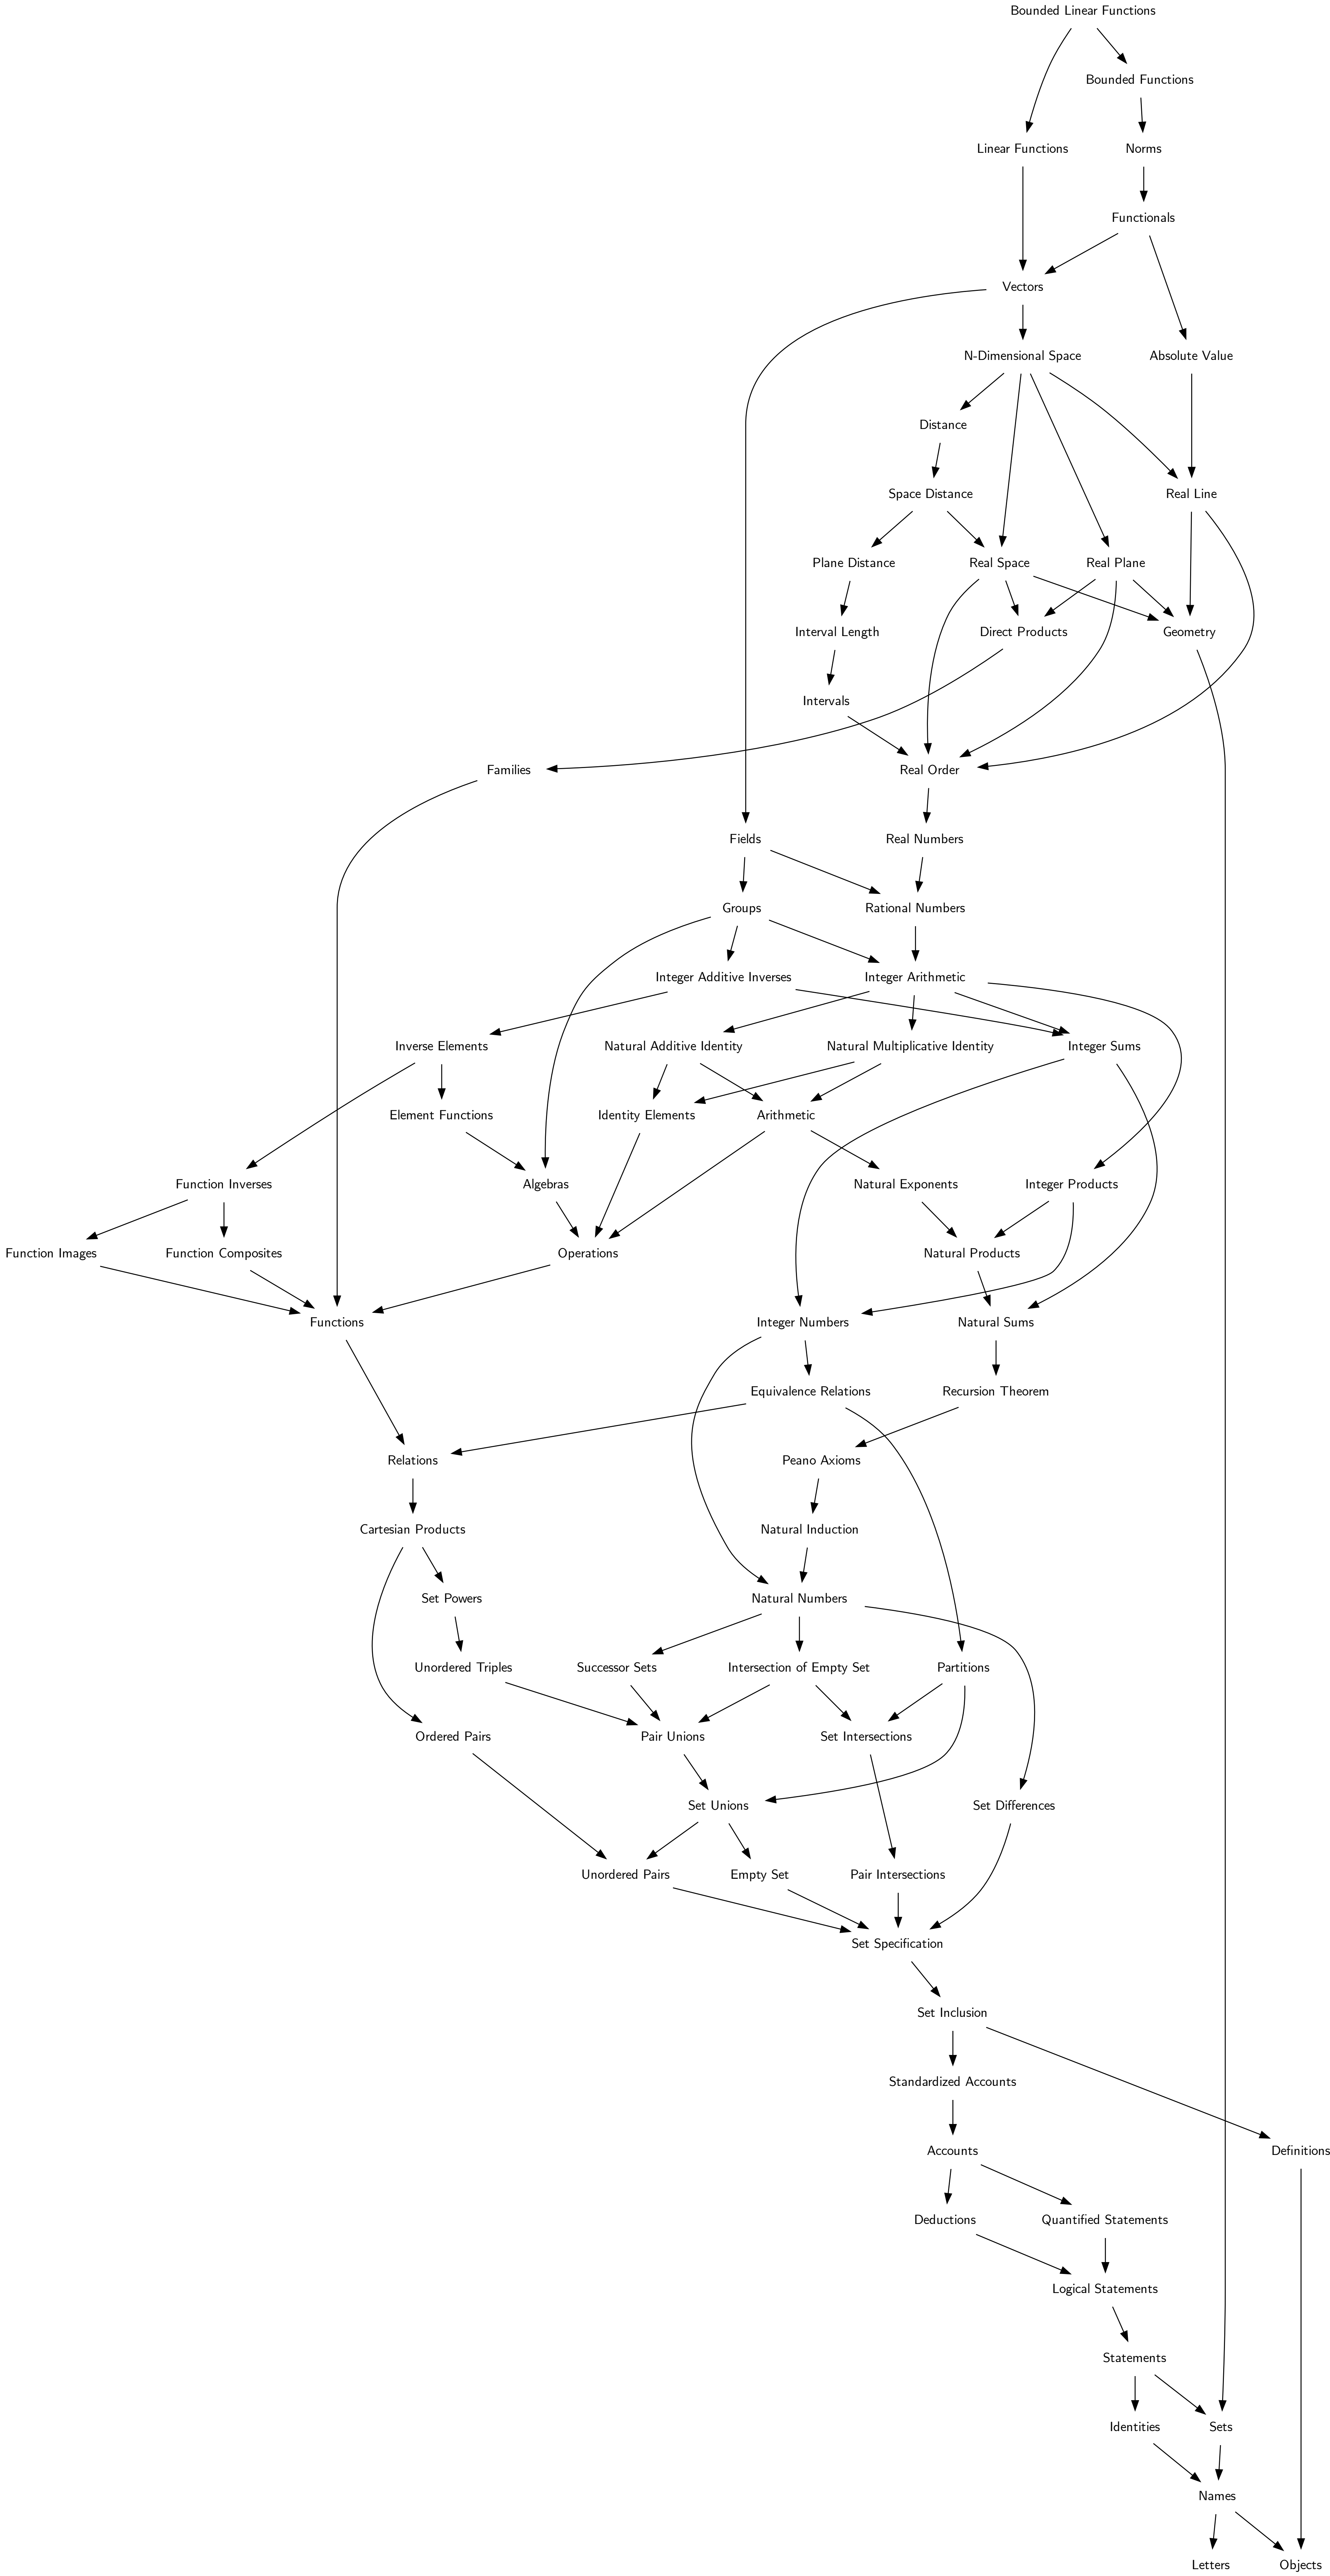 Bounded Linear Functions
Bounded Functions
Linear Functions
Norms
Functionals
Vectors
N-Dimensional Space
Absolute Value
Distance
Space Distance
Real Line
Plane Distance
Real Space
Real Plane
Interval Length
Direct Products
Geometry
Intervals
Families
Real Order
Fields
Real Numbers
Groups
Rational Numbers
Integer Additive Inverses
Integer Arithmetic
Inverse Elements
Natural Additive Identity
Natural Multiplicative Identity
Integer Sums
Element Functions
Identity Elements
Arithmetic
Function Inverses
Algebras
Natural Exponents
Integer Products
Function Images
Function Composites
Operations
Natural Products
Functions
Integer Numbers
Natural Sums
Equivalence Relations
Recursion Theorem
Relations
Peano Axioms
Cartesian Products
Natural Induction
Set Powers
Natural Numbers
Unordered Triples
Successor Sets
Intersection of Empty Set
Partitions
Ordered Pairs
Pair Unions
Set Intersections
Set Unions
Set Differences
Unordered Pairs
Empty Set
Pair Intersections
Set Specification
Set Inclusion
Standardized Accounts
Accounts
Definitions
Deductions
Quantified Statements
Logical Statements
Statements
Identities
Sets
Names
Letters
Objects